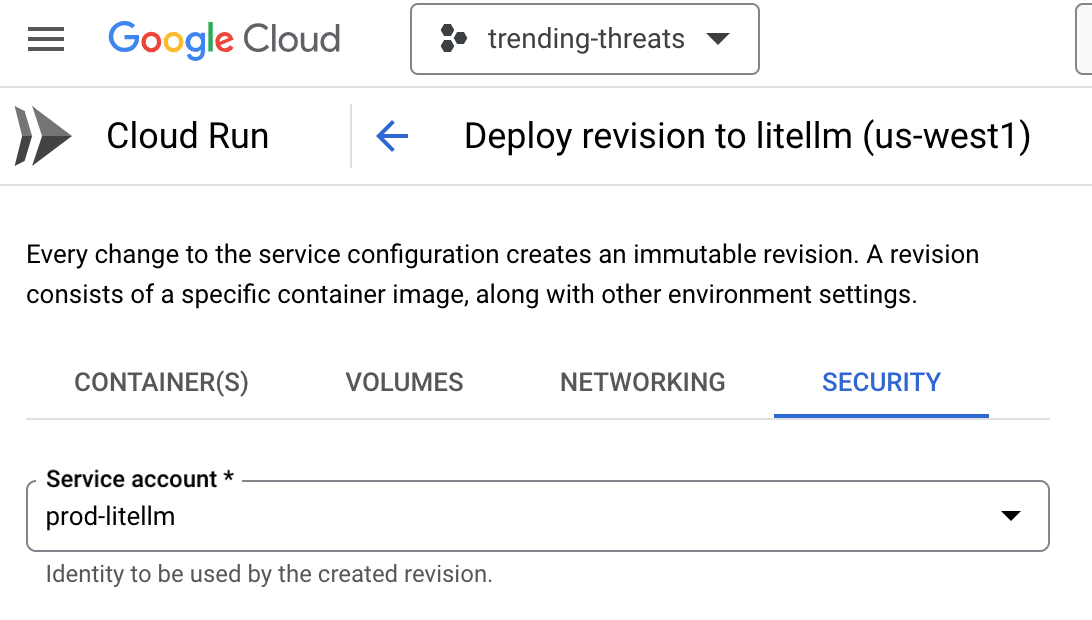 Google Cloud
trending-threats
Cloud Run
Deploy revision to litellm (us-west1)
Every change to the service configuration creates an immutable revision. A revision
consists of a specific container image, along with other environment settings.
CONTAINER(S)
VOLUMES
NETWORKING
SECURITY
Service account *
prod-litellm
Identity to be used by the created revision.